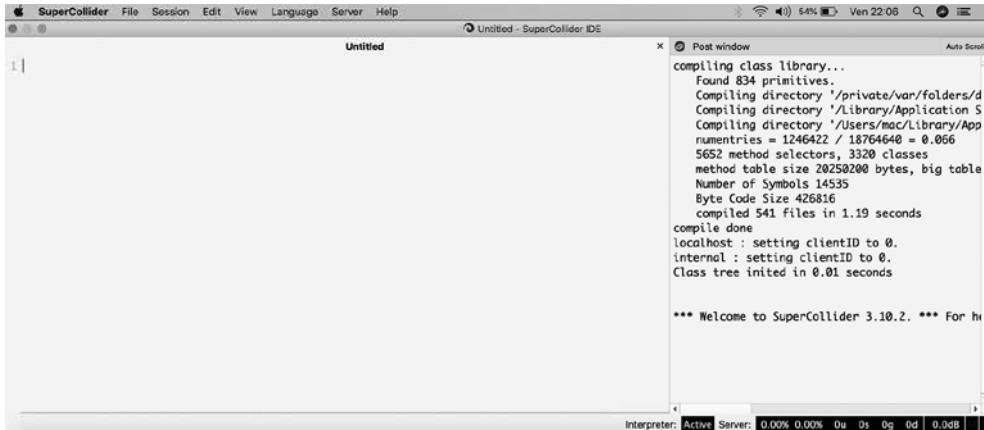 SuperCollider File Session Edit View Language Server Help 54% Ven 22:06
Untitled - SuperCollider IDE
Untitled × Post window Auto Scroll
1
compiling class library...
Found 834 primitives.
Compiling directory '/private/var/folders/d
Compiling directory '/Library/Application S
Compiling directory '/Users/mac/Library/App
numentries = 1246422 / 18764640 = 0.066
5652 method selectors, 3320 classes
method table size 20250200 bytes, big table
Number of Symbols 14535
Byte Code Size 426816
compiled 541 files in 1.19 seconds
compile done
localhost : setting clientID to 0.
internal : setting clientID to 0.
Class tree inited in 0.01 seconds
*** Welcome to SuperCollider 3.10.2. *** For he
Interpreter: Active Server: 0.00% 0.00% 0u 0s 0g 0d 0.0dB